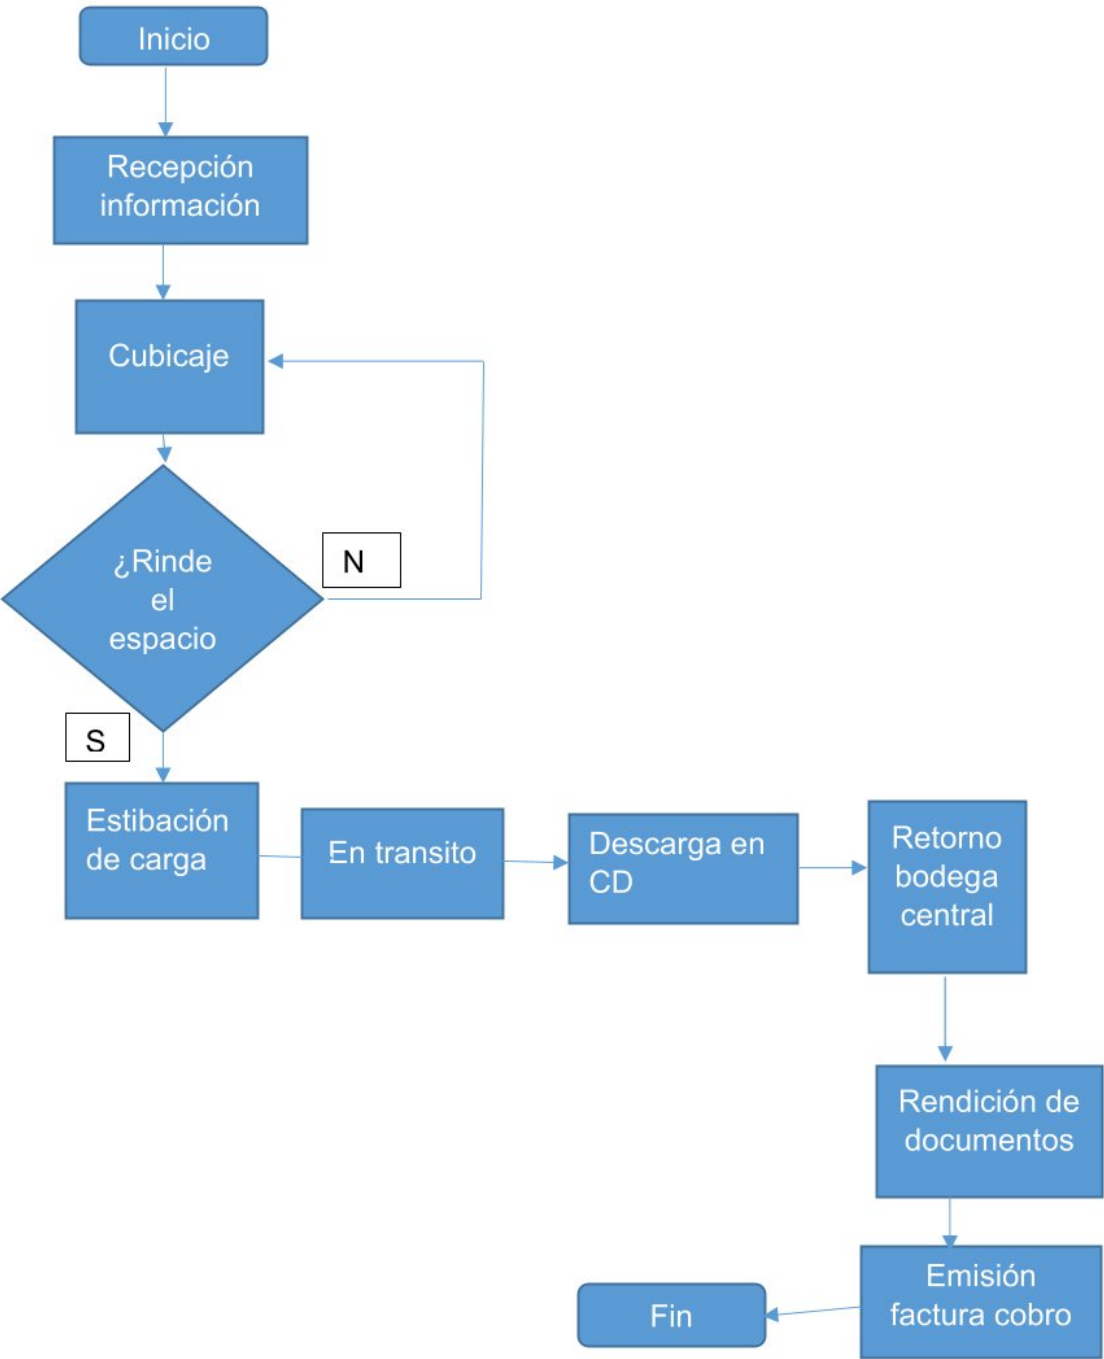 Inicio
Recepción
información
Cubicaje
¿Rinde
el
espacio
N
S
Estibación
de carga
En transito
Descarga en
CD
Retorno
bodega
central
Rendición de
documentos
Emisión
factura cobro
Fin